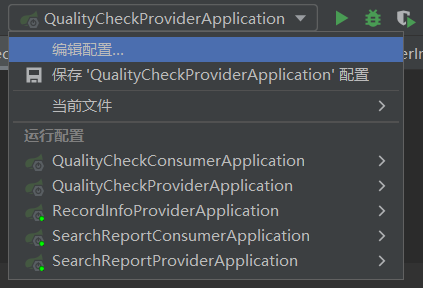 QualityCheckProviderApplication
编辑配置...
保存 'QualityCheckProviderApplication' 配置
当前文件
运行配置
QualityCheckConsumerApplication
QualityCheckProviderApplication
RecordInfoProviderApplication
SearchReportConsumerApplication
SearchReportProviderApplication